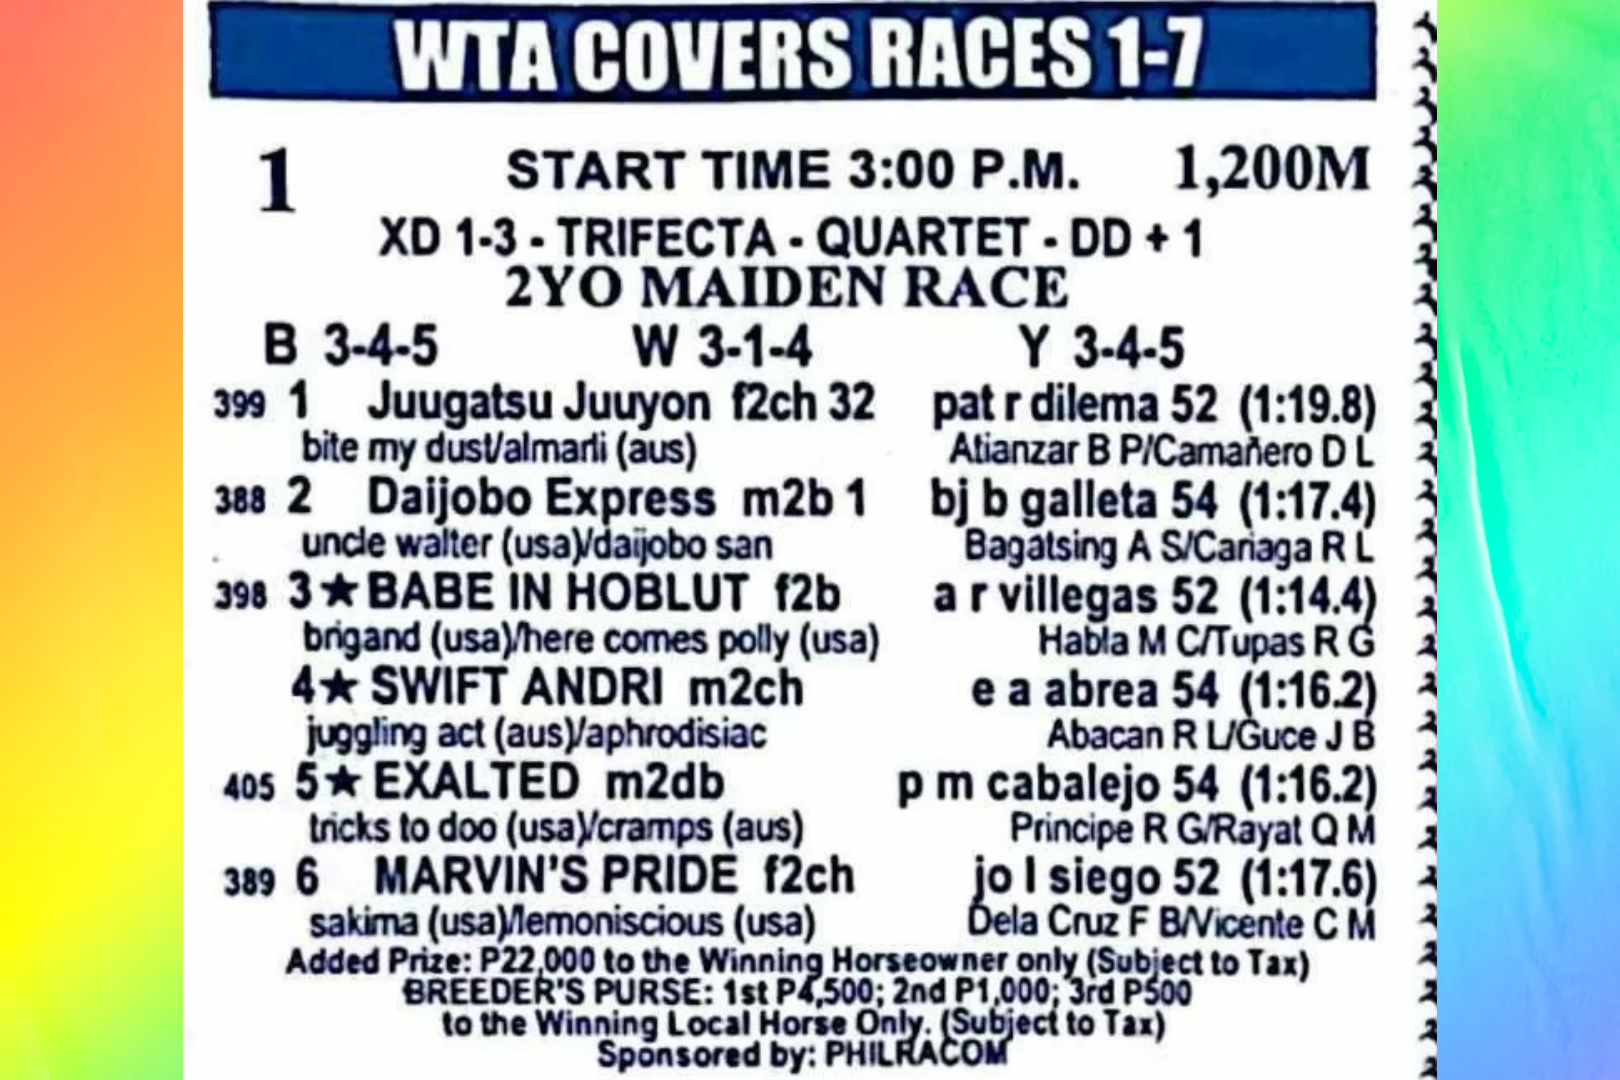 WTA COVERS RACES 1-7
1 START TIME 3:00 P.M. 1,200M
XD 1-3 - TRIFECTA - QUARTET - DD + 1
2YO MAIDEN RACE
B 3-4-5 W 3-1-4 Y 3-4-5
399 1 Juugatsu Juuyon f2ch 32 pat r dilema 52 (1:19.8)
bite my dust/almarli (aus) Atianzar B P/Camañero D L
388 2 Daijobo Express m2b 1 bj b galleta 54 (1:17.4)
uncle walter (usa)/daijobo san Bagatsing A S/Cariaga R L
398 3★ BABE IN HOBLUT f2b a r villegas 52 (1:14.4)
brigand (usa)/here comes polly (usa) Habla M C/Tupas R G
4★ SWIFT ANDRI m2ch e a abrea 54 (1:16.2)
juggling act (aus)/aphrodisiac Abacan R L/Guce J B
405 5★ EXALTED m2db p m cabalejo 54 (1:16.2)
tricks to doo (usa)/cramps (aus) Principe R G/Rayat Q M
389 6 MARVIN'S PRIDE f2ch jo l siego 52 (1:17.6)
sakima (usa)/lemoniscious (usa) Dela Cruz F B/Vicente C M
Added Prize: P22,000 to the Winning Horseowner only (Subject to Tax)
BREEDER'S PURSE: 1st P4,500; 2nd P1,000; 3rd P500
to the Winning Local Horse Only. (Subject to Tax)
Sponsored by: PHILRACOM